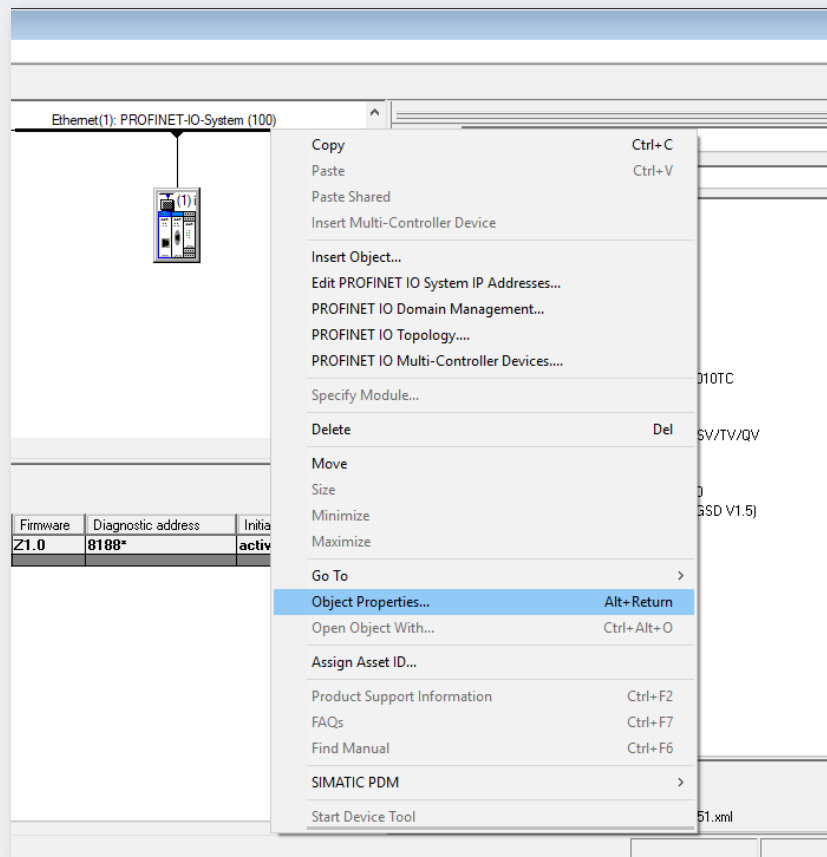 Ethernet(1): PROFINET-IO-System (100)
(1) i
Copy Ctrl+C
Paste Ctrl+V
Paste Shared
Insert Multi-Controller Device
Insert Object...
Edit PROFINET IO System IP Addresses...
PROFINET IO Domain Management...
PROFINET IO Topology....
PROFINET IO Multi-Controller Devices....
Specify Module...
010TC
Delete Del
SV/TV/QV
Move
Size
Minimize
GSD V1.5)
Maximize
Firmware Diagnostic address Initia
Z1.0 8188* activ
Go To
Object Properties... Alt+Return
Open Object With... Ctrl+Alt+O
Assign Asset ID...
Product Support Information Ctrl+F2
FAQs Ctrl+F7
Find Manual Ctrl+F6
SIMATIC PDM
Start Device Tool
51.xml